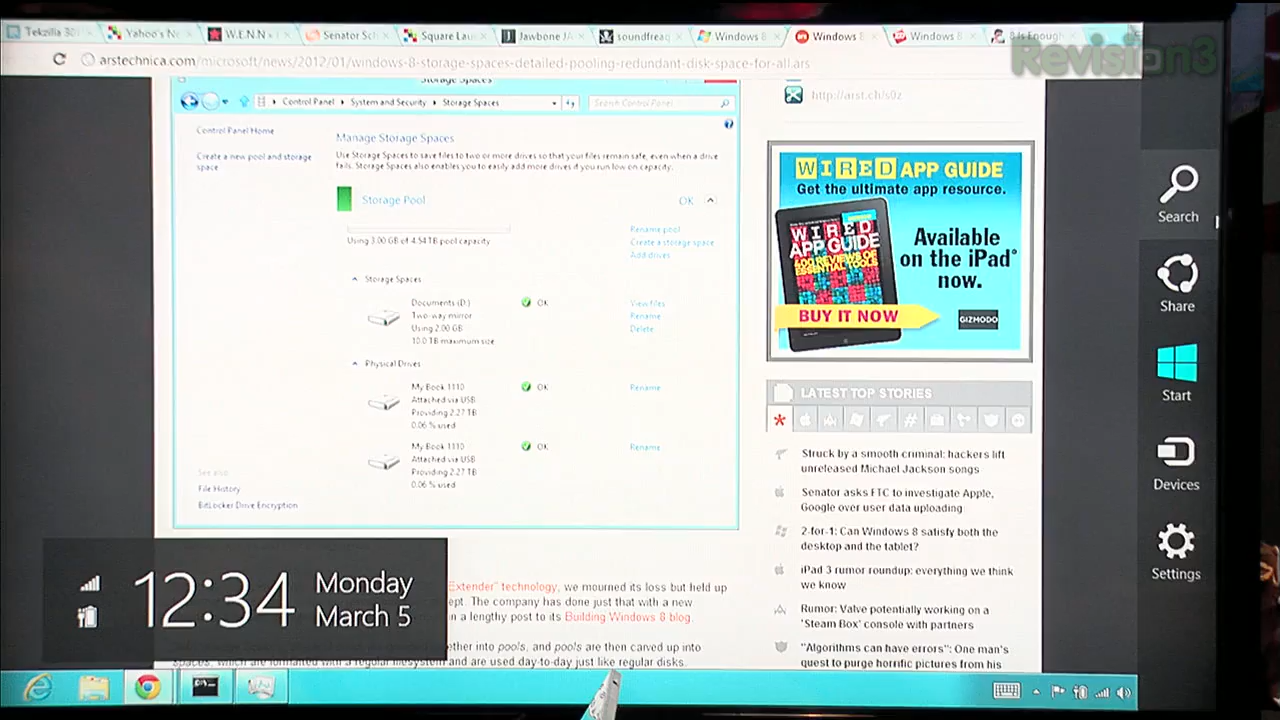 Tekzilla 30
Yahoo's Ne
W.E.N.N
Senator Sch
Square Lau
Jawbone JA
soundfreaq
Windows 8
Windows 8
Windows 8
8 Is Enough
Revision3
arstechnica.com/microsoft/news/2012/01/windows-8-storage-spaces-detailed-pooling-redundant-disk-space-for-all.ars
Storage Spaces
Control Panel
System and Security
Storage Spaces
Search Control Panel
Control Panel Home
Create a new pool and storage
space
Manage Storage Spaces
Use Storage Spaces to save files to two or more drives so that your files remain safe, even when a drive
fails. Storage Spaces also enables you to easily add more drives if you run low on capacity.
Storage Pool
OK
Using 3.00 GB of 4.54 TB pool capacity
Rename pool
Create a storage space
Add drives
Storage Spaces
Documents (D:)
Two-way mirror
Using 2.00 GB
10.0 TB maximum size
OK
View files
Rename
Delete
Physical Drives
My Book 1110
Attached via USB
Providing 2.27 TB
0.06 % used
OK
Rename
My Book 1110
Attached via USB
Providing 2.27 TB
0.06 % used
OK
Rename
See also
File History
BitLocker Drive Encryption
http://arst.ch/s0z
WIRED APP GUIDE
Get the ultimate app resource.
WIRED
APP GUIDE
400 REVIEWS OF
ESSENTIAL TOOLS
Available
on the iPad®
now.
BUY IT NOW
GIZMODO
LATEST TOP STORIES
Struck by a smooth criminal: hackers lift
unreleased Michael Jackson songs
Senator asks FTC to investigate Apple,
Google over user data uploading
2-for-1: Can Windows 8 satisfy both the
desktop and the tablet?
iPad 3 rumor roundup: everything we think
we know
Rumor: Valve potentially working on a
'Steam Box' console with partners
"Algorithms can have errors": One man's
quest to purge horrific pictures from his
Search
Share
Start
Devices
Settings
12:34
Monday
March 5
Extender" technology, we mourned its loss but held up
ept. The company has done just that with a new
in a lengthy post to its Building Windows 8 blog.
ether into pools, and pools are then carved up into
spaces, which are formatted with a regular filesystem and are used day-to-day just like regular disks.